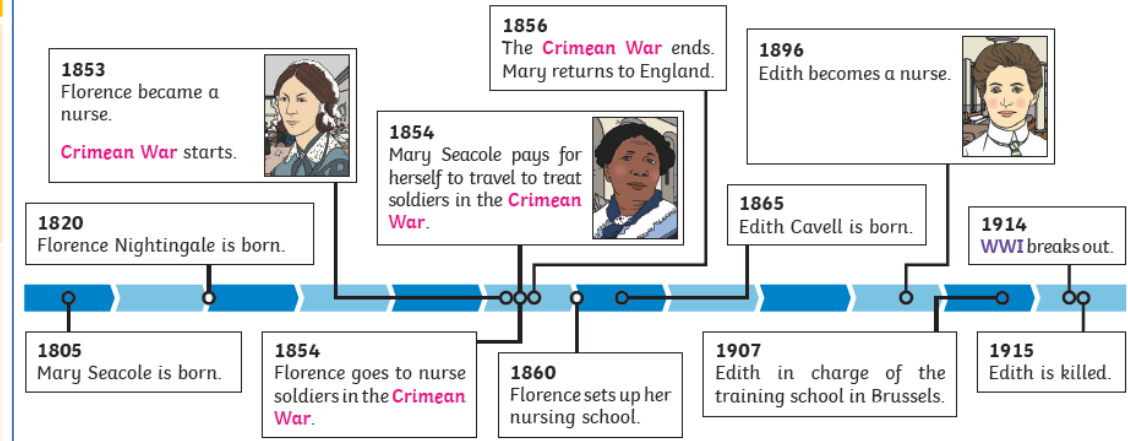 1853
Florence became a
nurse.
Crimean War starts.
1856
The Crimean War ends.
Mary returns to England.
1896
Edith becomes a nurse.
1854
Mary Seacole pays for
herself to travel to treat
soldiers in the Crimean
War.
1820
Florence Nightingale is born.
1865
Edith Cavell is born.
1914
WWI breaks out.
1805
Mary Seacole is born.
1854
Florence goes to nurse
soldiers in the Crimean
War.
1860
Florence sets up her
nursing school.
1907
Edith in charge of the
training school in Brussels.
1915
Edith is killed.